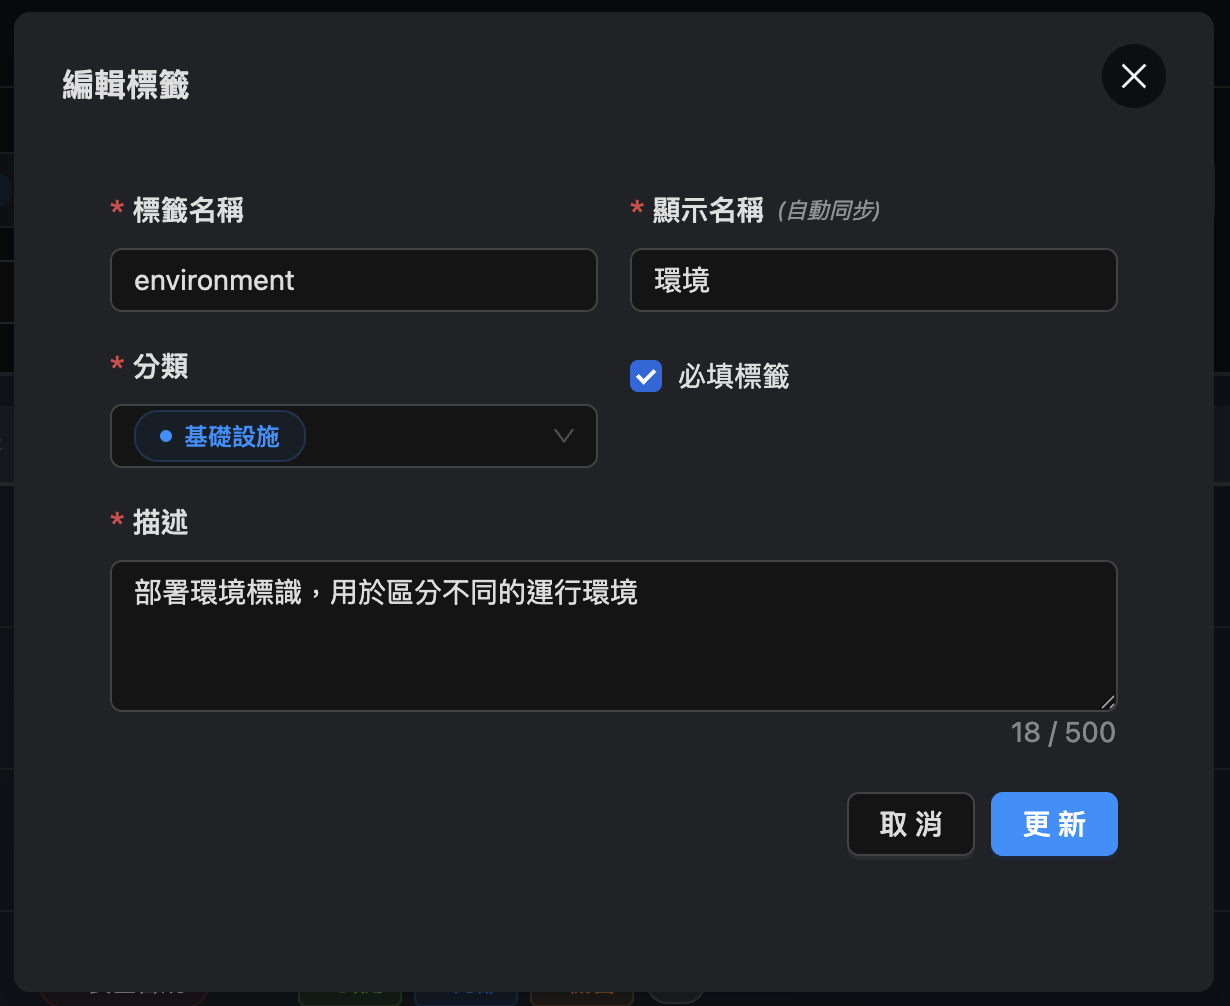 編輯標籤
* 標籤名稱
* 顯示名稱 (自動同步)
environment
環境
* 分類
必填標籤
基礎設施
* 描述
部署環境標識，用於區分不同的運行環境
18 / 500
取消
更新